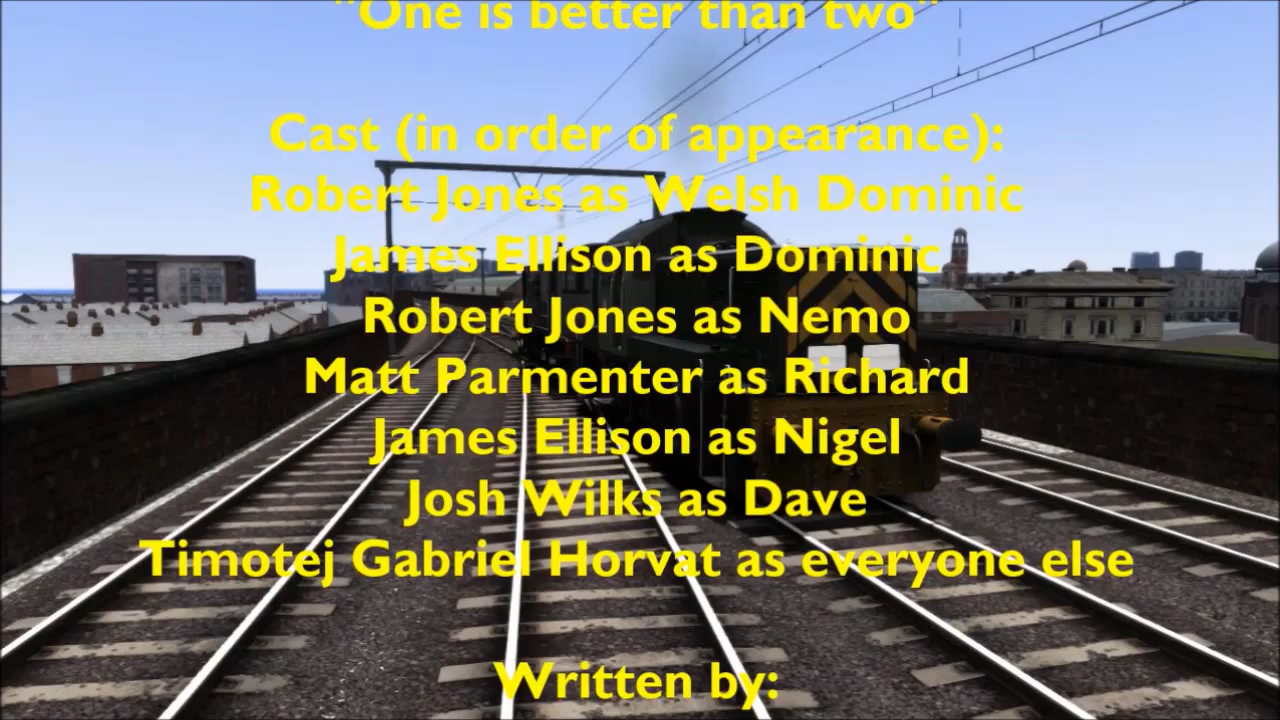 "One is better than two"
Cast (in order of appearance):
Robert Jones as Welsh Dominic
James Ellison as Dominic
Robert Jones as Nemo
Matt Parmenter as Richard
James Ellison as Nigel
Josh Wilks as Dave
Timotej Gabriel Horvat as everyone else
Written by: